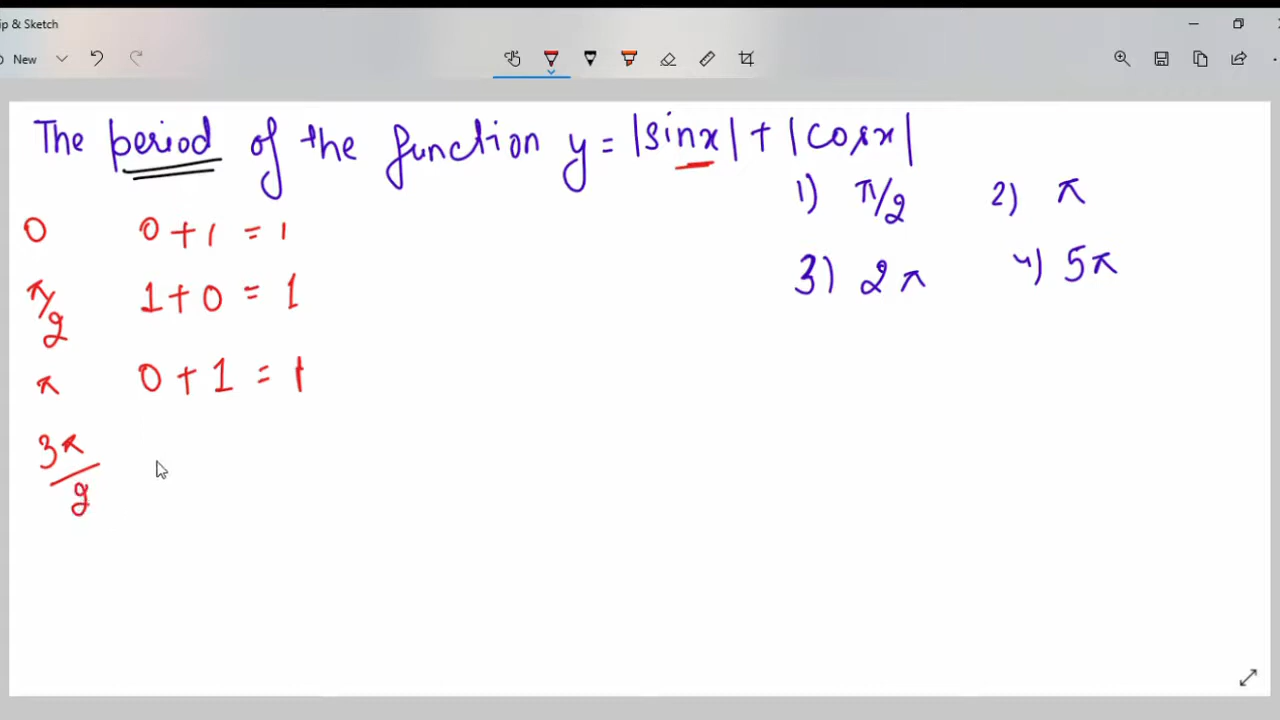 ip & Sketch
New
The period of the function y = |sinx| + |cosx|
1) π/2 2) π
3) 2π 4) 5π
0 0 + 1 = 1
π/2 1 + 0 = 1
π 0 + 1 = 1
3π/2